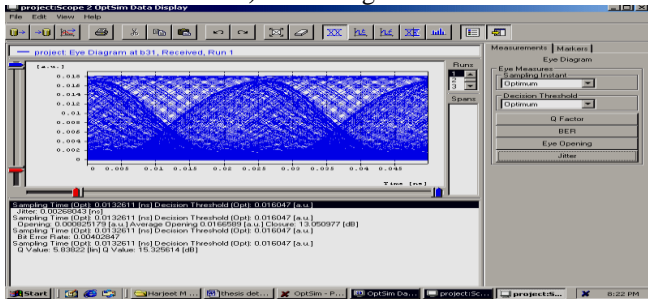 project:Scope 2 OptSim Data Display
File Edit View Help
project: Eye Diagram at b31, Received, Run 1
[a.u.]
0.018
0.016
0.014
0.012
0.01
0.008
0.006
0.004
0.002
0
0 0.005 0.01 0.015 0.02 0.025 0.03 0.035 0.04 0.045
Time [ns]
Runs
1
2
3
Spans
Measurements Markers
Eye Diagram
Eye Measures
Sampling Instant
Optimum
Decision Threshold
Optimum
Q Factor
BER
Eye Opening
Jitter
Sampling Time (Opt): 0.0132611 [ns] Decision Threshold (Opt): 0.016047 [a.u.]
Jitter: 0.00268043 [ns]
Sampling Time (Opt): 0.0132611 [ns] Decision Threshold (Opt): 0.016047 [a.u.]
Opening: 0.000825179 [a.u.] Average Opening 0.0166589 [a.u.] Closure: 13.050977 [dB]
Sampling Time (Opt): 0.0132611 [ns] Decision Threshold (Opt): 0.016047 [a.u.]
Bit Error Rate: 0.00402847
Sampling Time (Opt): 0.0132611 [ns] Decision Threshold (Opt): 0.016047 [a.u.]
Q Value: 5.83822 [lin] Q Value: 15.325614 [dB]
Start Harjeet M ... thesis det... OptSim - P... OptSim Da... project:Sc... project:S... 8:22 PM